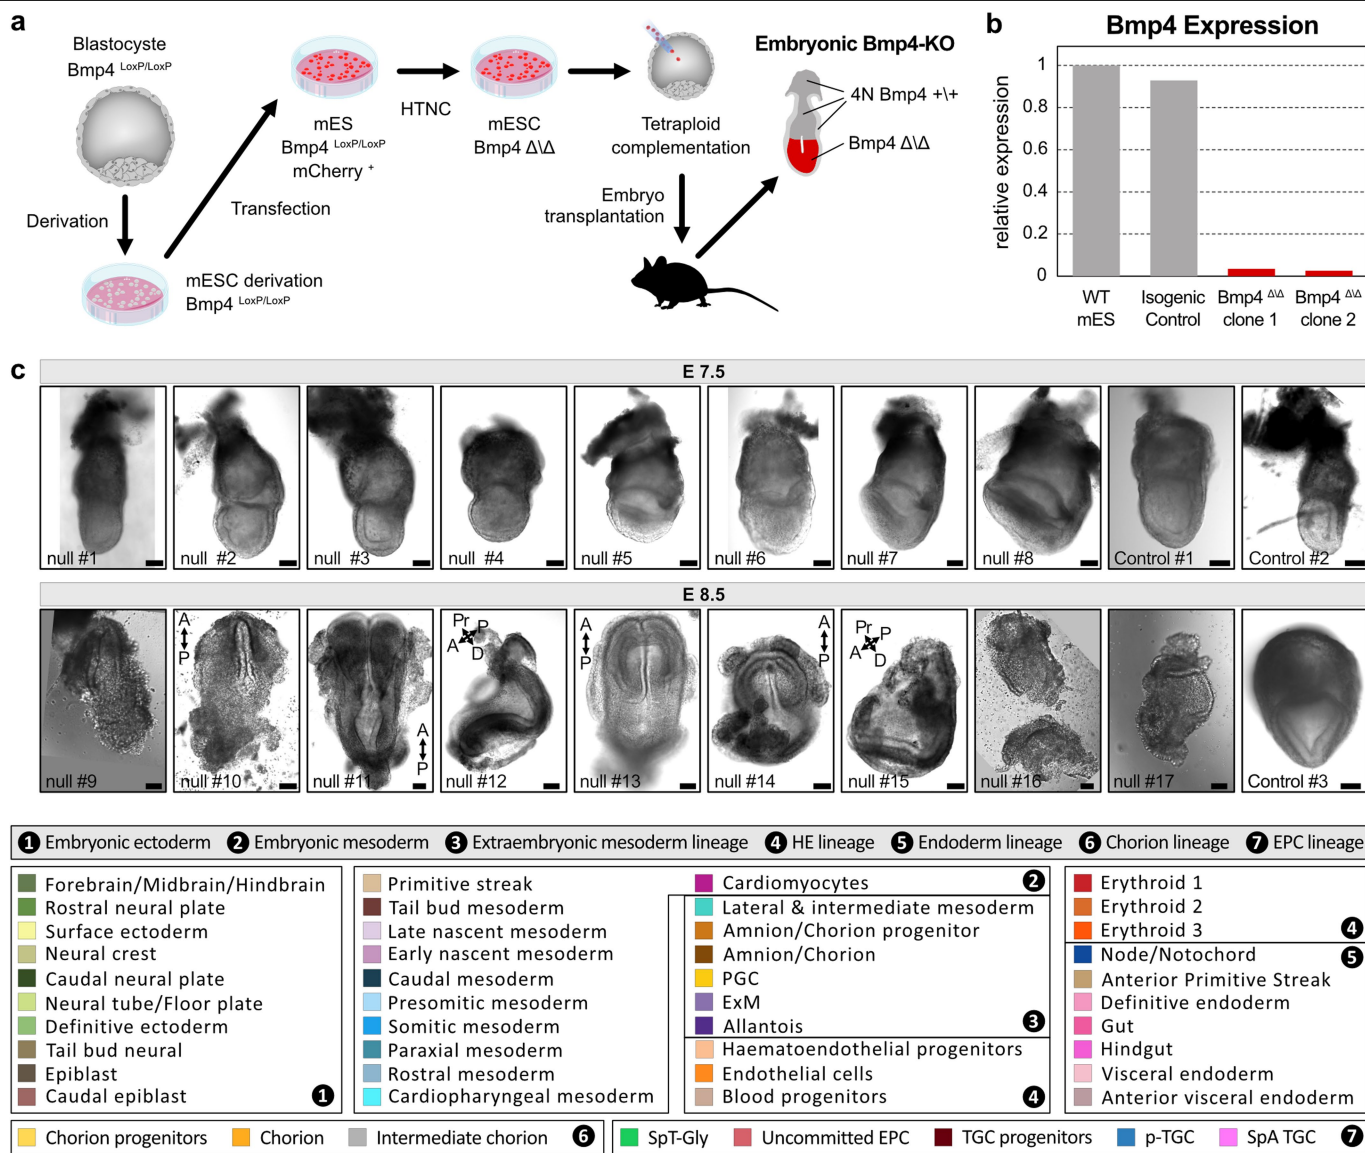 a
Blastocyste
Bmp4 LoxP/LoxP
Derivation
mESC derivation
Bmp4 LoxP/LoxP
Transfection
mES
Bmp4 LoxP/LoxP
mCherry +
HTNC
mESC
Bmp4 Δ\Δ
Tetraploid
complementation
Embryo
transplantation
Embryonic Bmp4-KO
4N Bmp4 +\+
Bmp4 Δ\Δ
b
Bmp4 Expression
relative expression
1
0.8
0.6
0.4
0.2
0
WT
mES
Isogenic
Control
Bmp4 Δ\Δ
clone 1
Bmp4 Δ\Δ
clone 2
c
E 7.5
null #1
null #2
null #3
null #4
null #5
null #6
null #7
null #8
Control #1
Control #2
E 8.5
null #9
A
P
null #10
A
P
null #11
Pr
P
A
D
null #12
A
P
null #13
A
P
null #14
Pr
P
A
D
null #15
null #16
null #17
Control #3
1 Embryonic ectoderm 2 Embryonic mesoderm 3 Extraembryonic mesoderm lineage 4 HE lineage 5 Endoderm lineage 6 Chorion lineage 7 EPC lineage
Forebrain/Midbrain/Hindbrain
Rostral neural plate
Surface ectoderm
Neural crest
Caudal neural plate
Neural tube/Floor plate
Definitive ectoderm
Tail bud neural
Epiblast
Caudal epiblast
1
Primitive streak
Tail bud mesoderm
Late nascent mesoderm
Early nascent mesoderm
Caudal mesoderm
Presomitic mesoderm
Somitic mesoderm
Paraxial mesoderm
Rostral mesoderm
Cardiopharyngeal mesoderm
Cardiomyocytes
2
Lateral & intermediate mesoderm
Amnion/Chorion progenitor
Amnion/Chorion
PGC
ExM
Allantois
3
Haematoendothelial progenitors
Endothelial cells
Blood progenitors
4
Erythroid 1
Erythroid 2
Erythroid 3
4
Node/Notochord
5
Anterior Primitive Streak
Definitive endoderm
Gut
Hindgut
Visceral endoderm
Anterior visceral endoderm
Chorion progenitors
Chorion
Intermediate chorion
6
SpT-Gly
Uncommitted EPC
TGC progenitors
p-TGC
SpA TGC
7